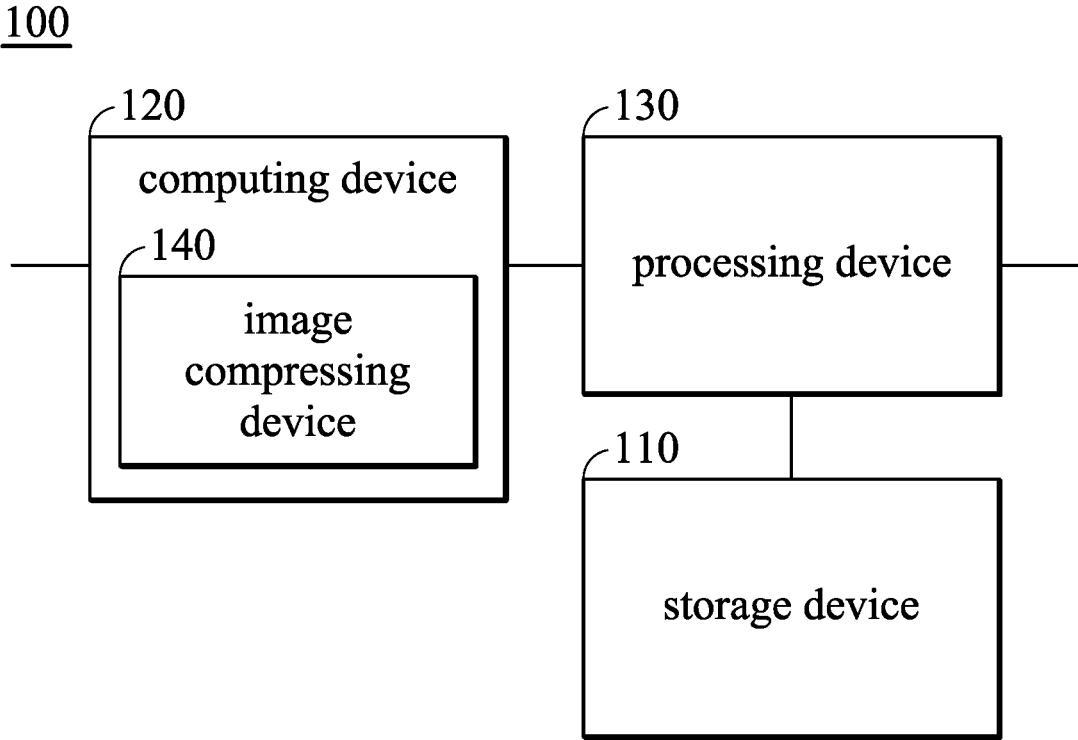 100
120
computing device
140
image
compressing
device
130
processing device
110
storage device